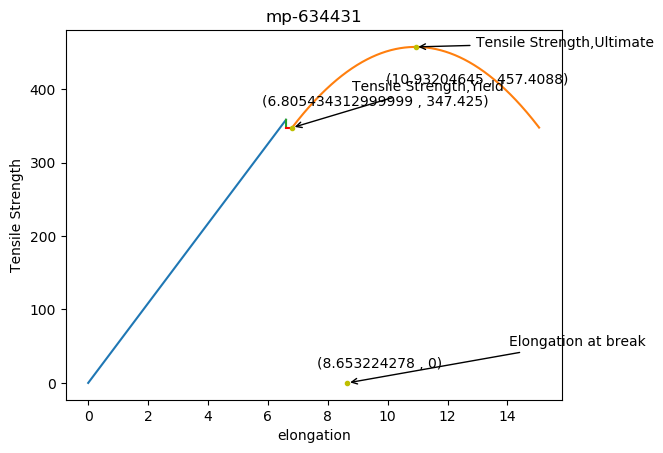 mp-634431
Tensile Strength,Ultimate
(10.93204645 , 457.4088)
Tensile Strength,Yield
(6.805434312999999 , 347.425)
Elongation at break
(8.653224278 , 0)
Tensile Strength
400
300
200
100
0
0 2 4 6 8 10 12 14
elongation